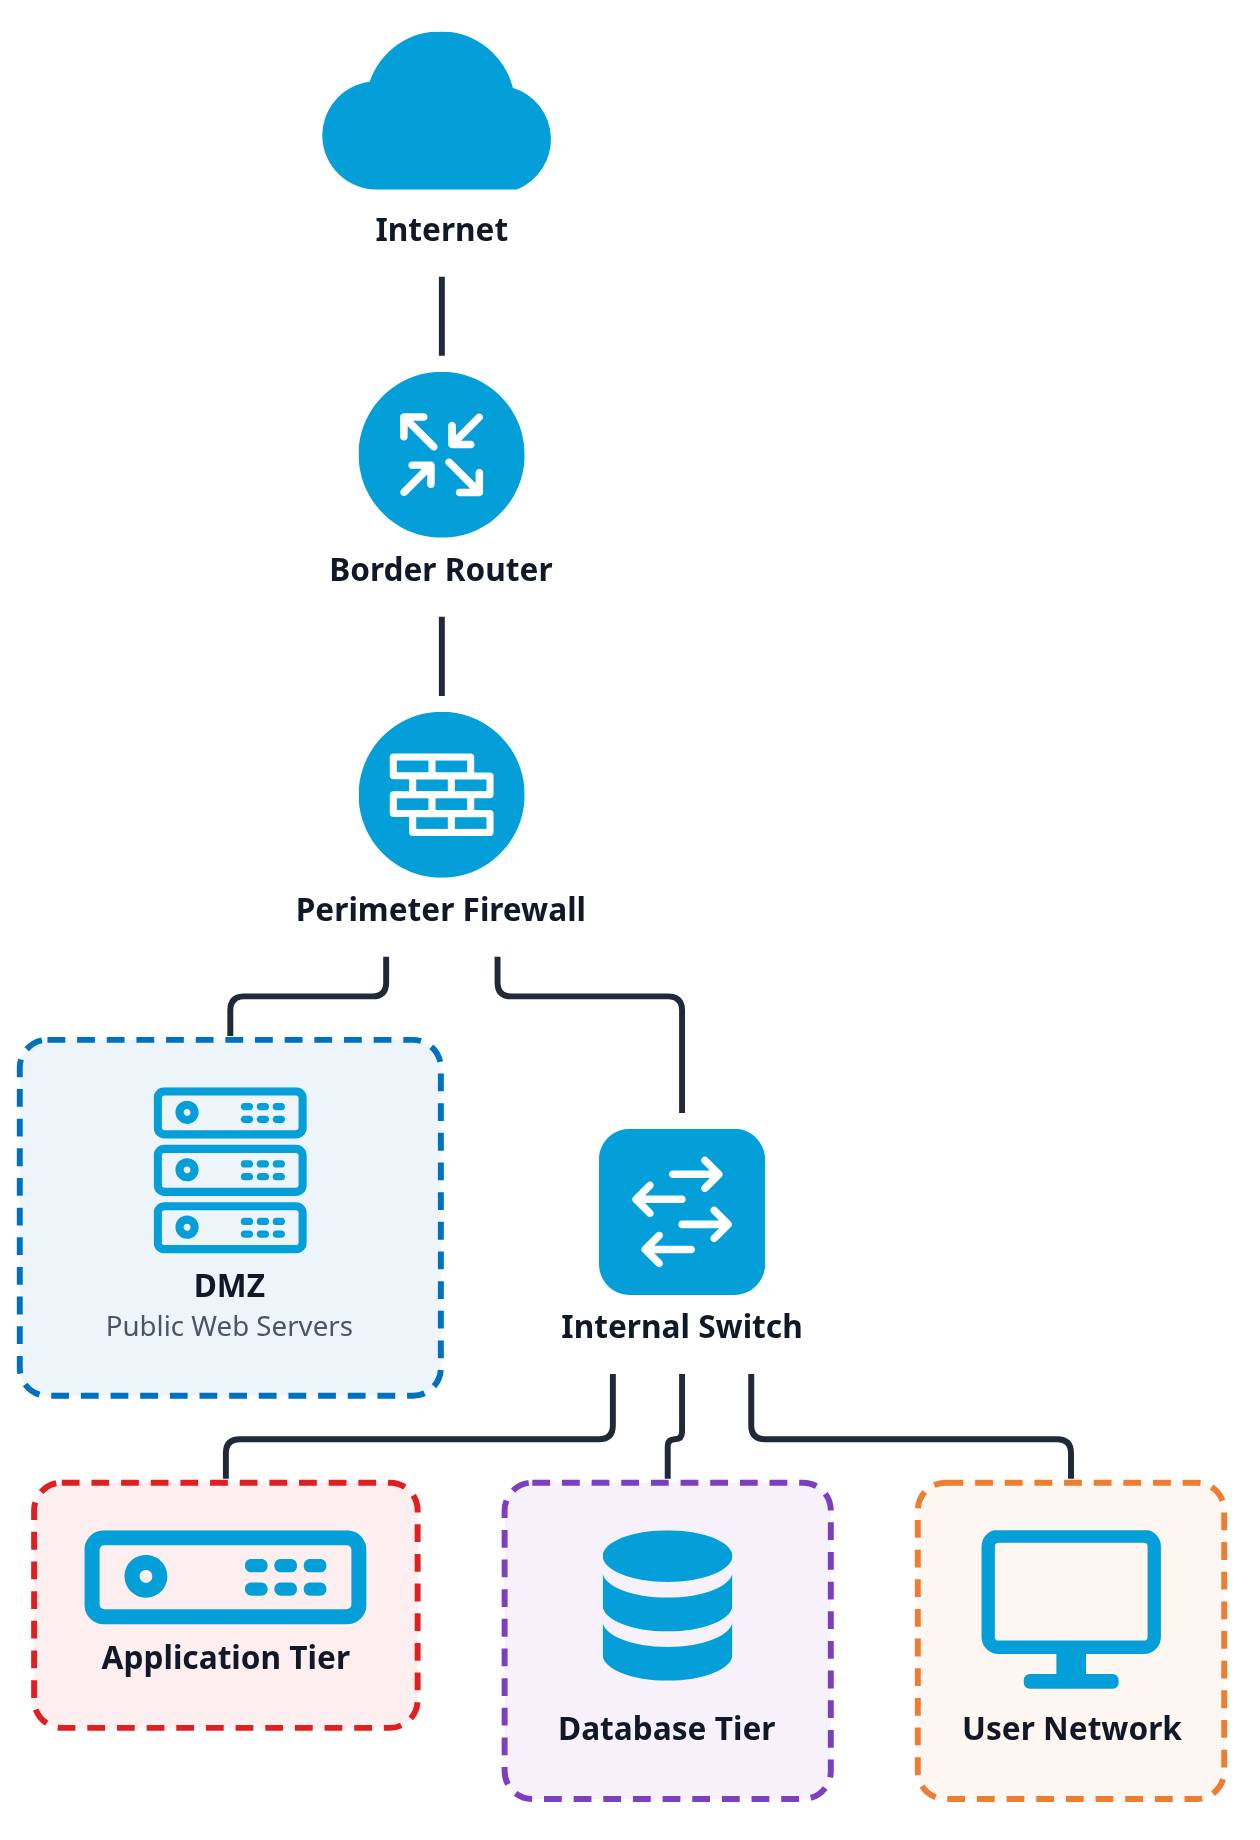 Internet
Border Router
Perimeter Firewall
DMZ
Public Web Servers
Internal Switch
Application Tier
Database Tier
User Network